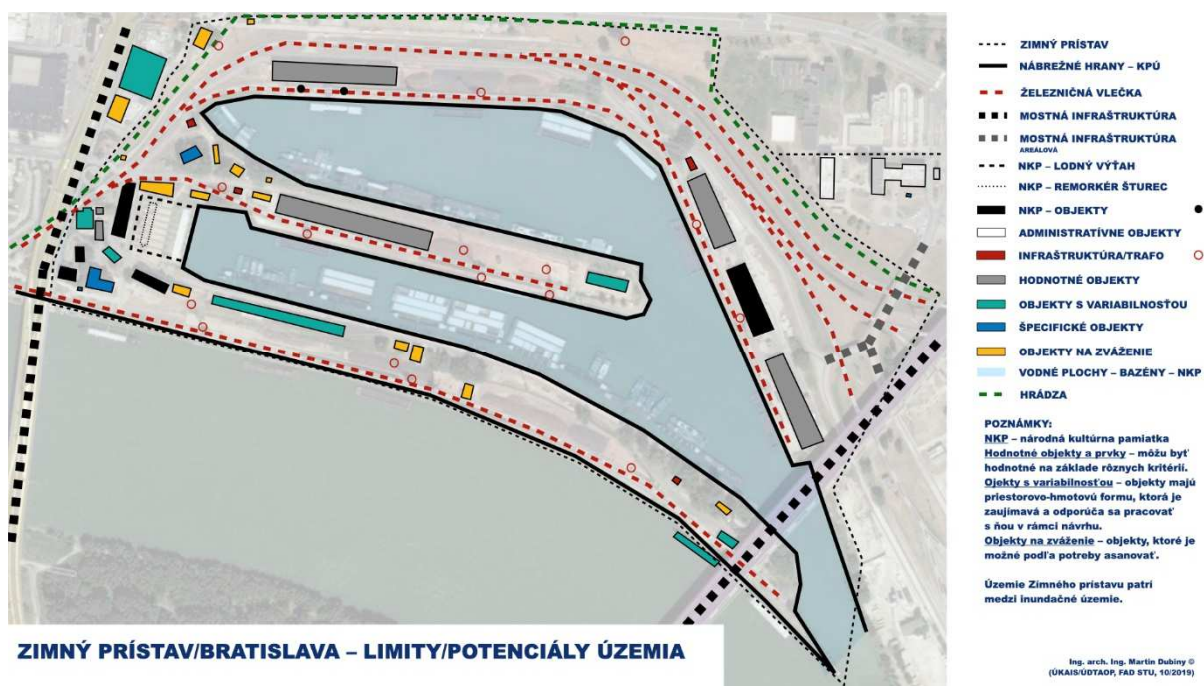 ZIMNÝ PRÍSTAV
NÁBREŽNÉ HRANY – KPÚ
ŽELEZNIČNÁ VLEČKA
MOSTNÁ INFRAŠTRUKTÚRA
MOSTNÁ INFRAŠTRUKTÚRA
AREÁLOVÁ
NKP – LODNÝ VÝŤAH
NKP – REMORKÉR ŠTUREC
NKP – OBJEKTY
ADMINISTRATÍVNE OBJEKTY
INFRAŠTRUKTÚRA/TRAFO
HODNOTNÉ OBJEKTY
OBJEKTY S VARIABILNOSŤOU
ŠPECIFICKÉ OBJEKTY
OBJEKTY NA ZVÁŽENIE
VODNÉ PLOCHY – BAZÉNY – NKP
HRÁDZA
POZNÁMKY:
NKP – národná kultúrna pamiatka
Hodnotné objekty a prvky – môžu byť
hodnotné na základe rôznych kritérií.
Ojekty s variabilnosťou – objekty majú
priestorovo-hmotovú formu, ktorá je
zaujímavá a odporúča sa pracovať
s ňou v rámci návrhu.
Objekty na zváženie – objekty, ktoré je
možné podľa potreby asanovať.
Územie Zimného prístavu patrí
medzi inundačné územie.
ZIMNÝ PRÍSTAV/BRATISLAVA – LIMITY/POTENCIÁLY ÚZEMIA
Ing. arch. Ing. Martin Dubiny ©
(ÚKAIS/ÚDTAOP, FAD STU, 10/2019)